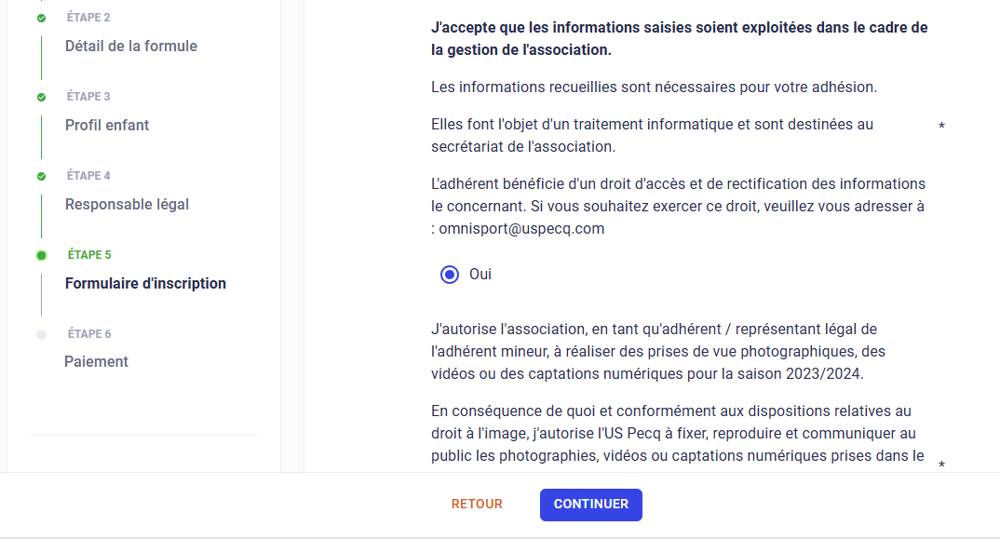 ÉTAPE 2
Détail de la formule
ÉTAPE 3
Profil enfant
ÉTAPE 4
Responsable légal
ÉTAPE 5
Formulaire d'inscription
ÉTAPE 6
Paiement
J'accepte que les informations saisies soient exploitées dans le cadre de
la gestion de l'association.
Les informations recueillies sont nécessaires pour votre adhésion.
Elles font l'objet d'un traitement informatique et sont destinées au
secrétariat de l'association.
*
L'adhérent bénéficie d'un droit d'accès et de rectification des informations
le concernant. Si vous souhaitez exercer ce droit, veuillez vous adresser à
: omnisport@uspecq.com
Oui
J'autorise l'association, en tant qu'adhérent / représentant légal de
l'adhérent mineur, à réaliser des prises de vue photographiques, des
vidéos ou des captations numériques pour la saison 2023/2024.
En conséquence de quoi et conformément aux dispositions relatives au
droit à l'image, j'autorise l'US Pecq à fixer, reproduire et communiquer au
public les photographies, vidéos ou captations numériques prises dans le
*
RETOUR
CONTINUER